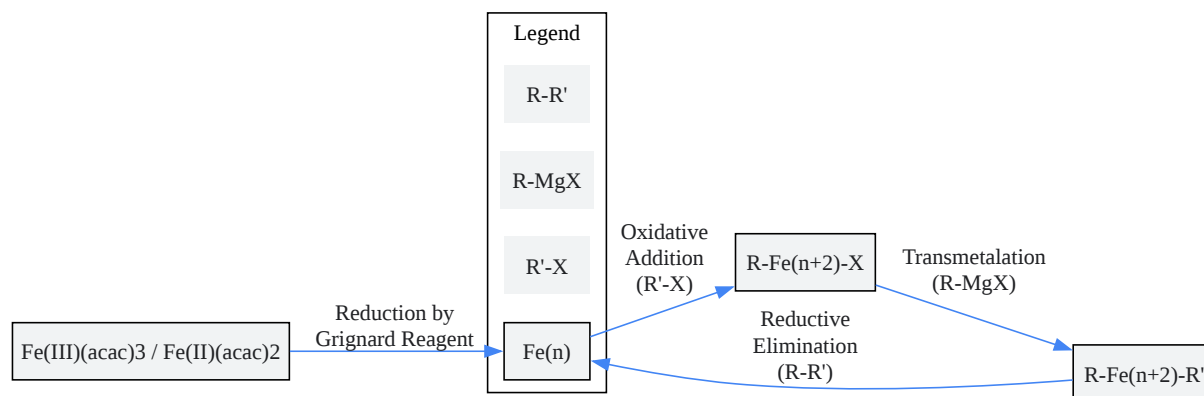 Legend
R-R'
R-MgX
R'-X
Fe(n)
Fe(III)(acac)3 / Fe(II)(acac)2
Reduction by
Grignard Reagent
Oxidative
Addition
(R'-X)
R-Fe(n+2)-X
Transmetalation
(R-MgX)
Reductive
Elimination
(R-R')
R-Fe(n+2)-R'